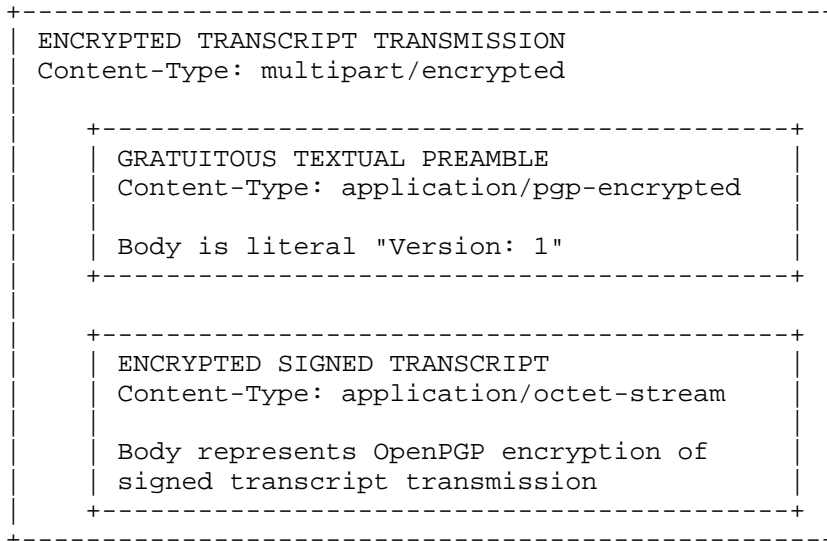 ENCRYPTED TRANSCRIPT TRANSMISSION
Content-Type: multipart/encrypted
GRATUITOUS TEXTUAL PREAMBLE
Content-Type: application/pgp-encrypted
Body is literal "Version: 1"
ENCRYPTED SIGNED TRANSCRIPT
Content-Type: application/octet-stream
Body represents OpenPGP encryption of
signed transcript transmission